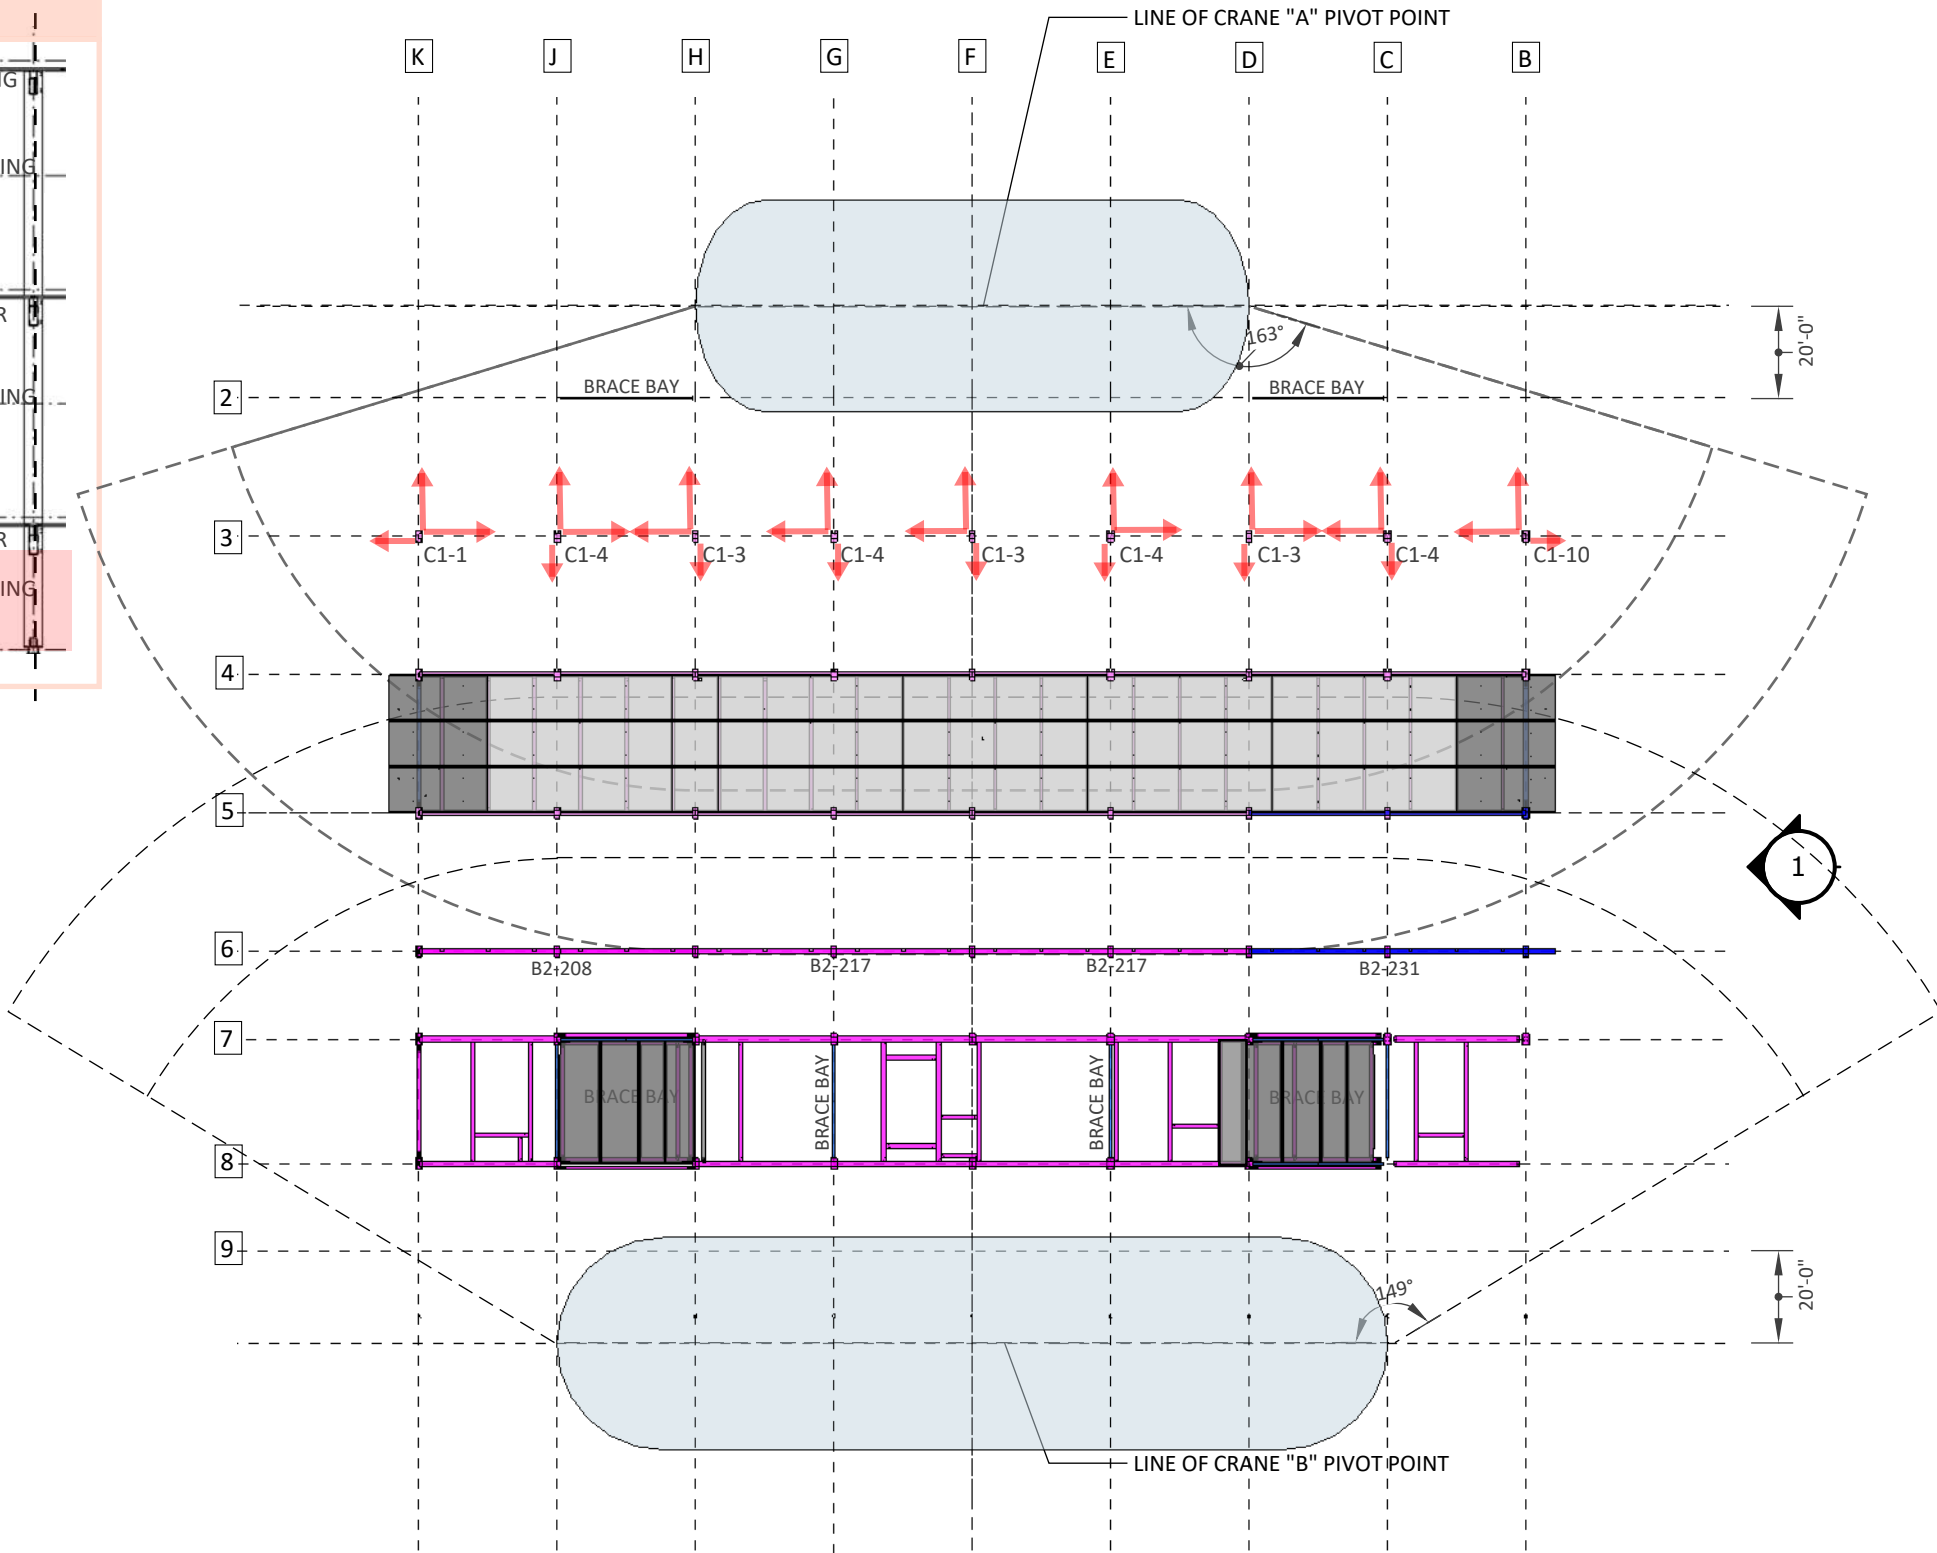 LINE OF CRANE "A" PIVOT POINT
K J H G F E D C B
163°
20'-0"
BRACE BAY BRACE BAY
2
3
C1-1 C1-4 C1-3 C1-4 C1-3 C1-4 C1-3 C1-4 C1-10
4
5
1
6
B2-208 B2-217 B2-217 B2-231
7
BRACE BAY BRACE BAY BRACE BAY BRACE BAY
8
9
149°
20'-0"
LINE OF CRANE "B" PIVOT POINT